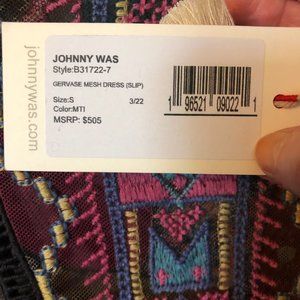 johnnywas.com
JOHNNY WAS
Style:B31722-7
GERVASE MESH DRESS (SLIP)
Size:S 3/22
Color:MTI
MSRP: $505
1 96521 09022 1